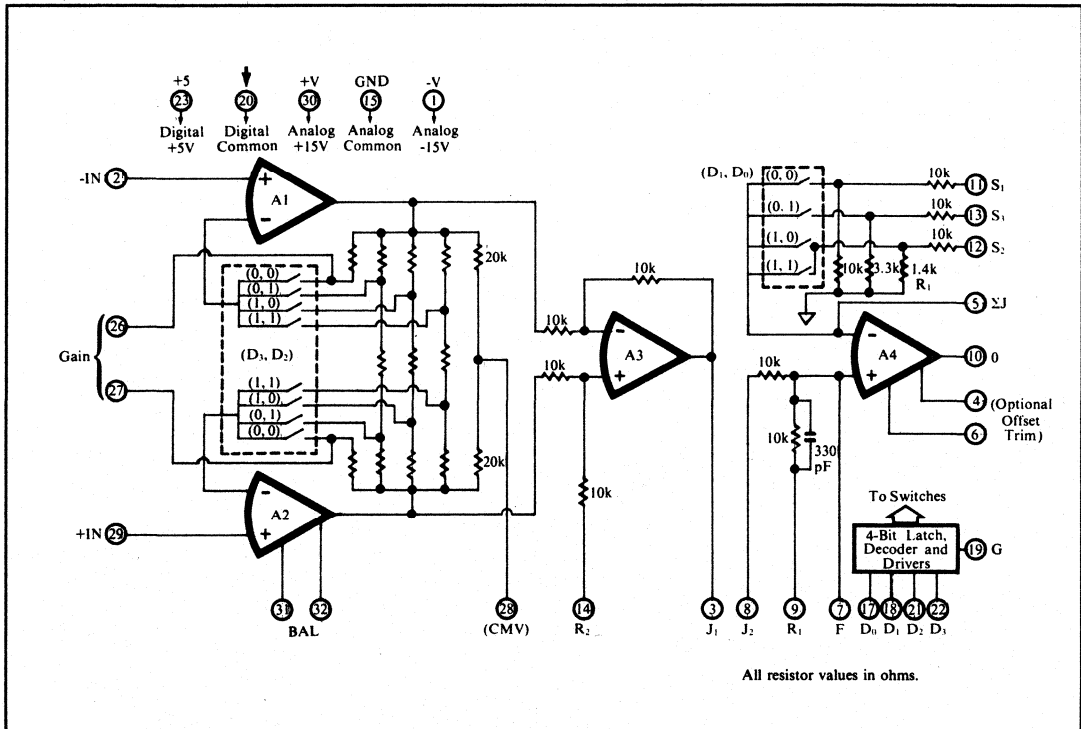 +5
23
Digital
+5V
20
Digital
Common
+V
30
Analog
+15V
GND
15
Analog
Common
-V
1
Analog
-15V
-IN 25
+
A1
-
(0, 0)
(0, 1)
(1, 0)
(1, 1)
20k
26
Gain
27
(D3, D2)
(1, 1)
(1, 0)
(0, 1)
(0, 0)
20k
-
A2
+
+IN 29
31
32
BAL
28
(CMV)
10k
10k
10k
-
A3
+
10k
14
R2
3
J1
(D1, D0)
(0, 0)
(0. 1)
(1, 0)
(1, 1)
10k
11 S1
10k
13 S3
10k
12 S2
10k
3.3k
1.4k
R1
5 ΣJ
-
A4
+
10 0
4
(Optional
Offset
Trim)
6
10k
10k
330
pF
8
J2
9
R1
7
F
To Switches
4-Bit Latch,
Decoder and
Drivers
19 G
17 18 21 22
D0 D1 D2 D3
All resistor values in ohms.